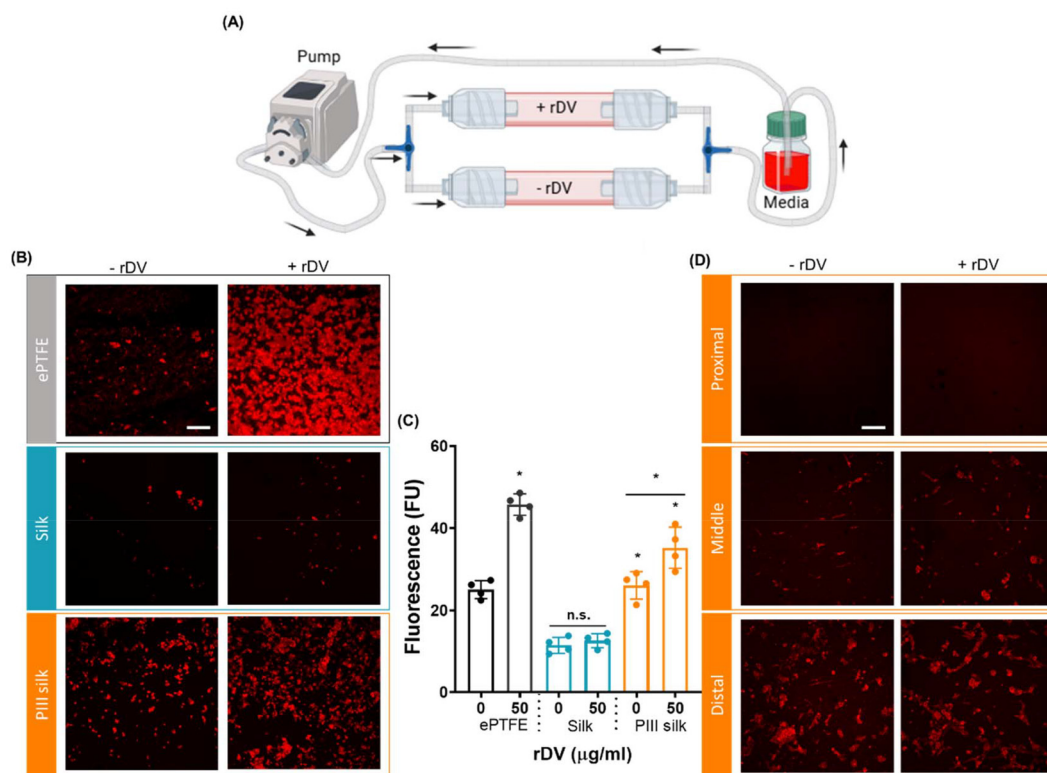 (A)
Pump
+ rDV
- rDV
Media
(B)
- rDV
+ rDV
ePTFE
Silk
PIII silk
(C)
Fluorescence (FU)
60
40
20
0
*
n.s.
*
*
*
0
50
0
50
0
50
ePTFE
Silk
PIII silk
rDV (μg/ml)
(D)
- rDV
+ rDV
Proximal
Middle
Distal